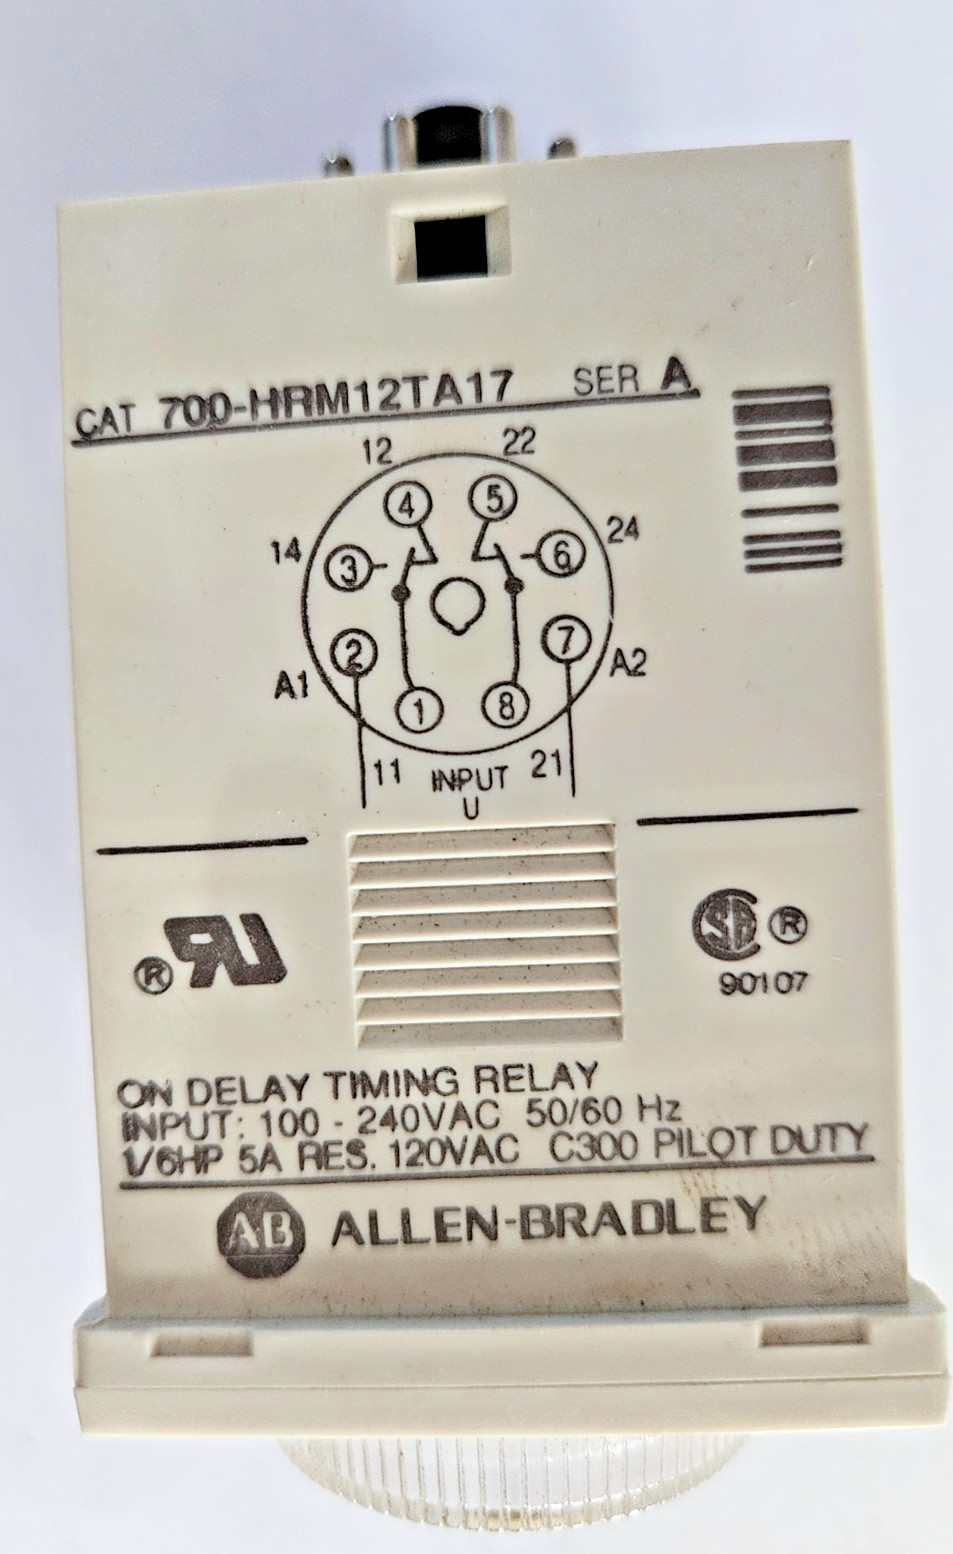 CAT 700-HRM12TA17 SER A
12 22
4 5
14 3 6 24
A1 2 7 A2
1 8
11 INPUT 21
U
® UR
SA ®
90107
ON DELAY TIMING RELAY
INPUT: 100 - 240VAC 50/60 Hz
1/6HP 5A RES. 120VAC C300 PILOT DUTY
AB ALLEN-BRADLEY